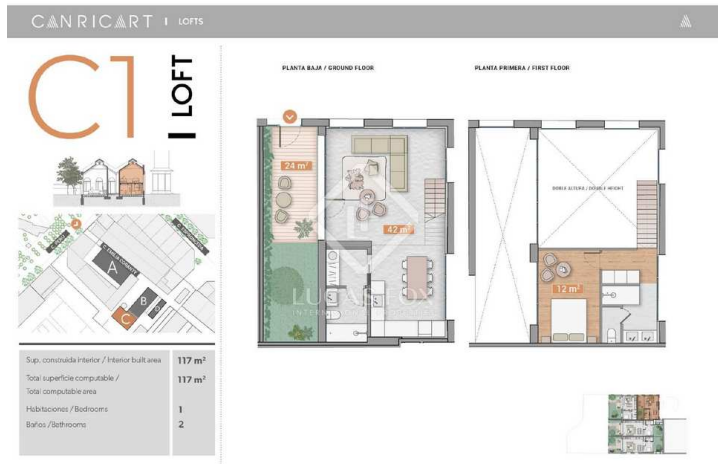 CANRICART | LOFTS
C1
LOFT
PLANTA BAJA / GROUND FLOOR
PLANTA PRIMERA / FIRST FLOOR
24 m²
42 m²
DOBLE ALTURA / DOUBLE HEIGHT
12 m²
LUCAS FOX
A
B
C
Sup. construida interior / Interior built area 117 m²
Total superficie computable / 117 m²
Total computable area
Habitaciones / Bedrooms 1
Baños / Bathrooms 2